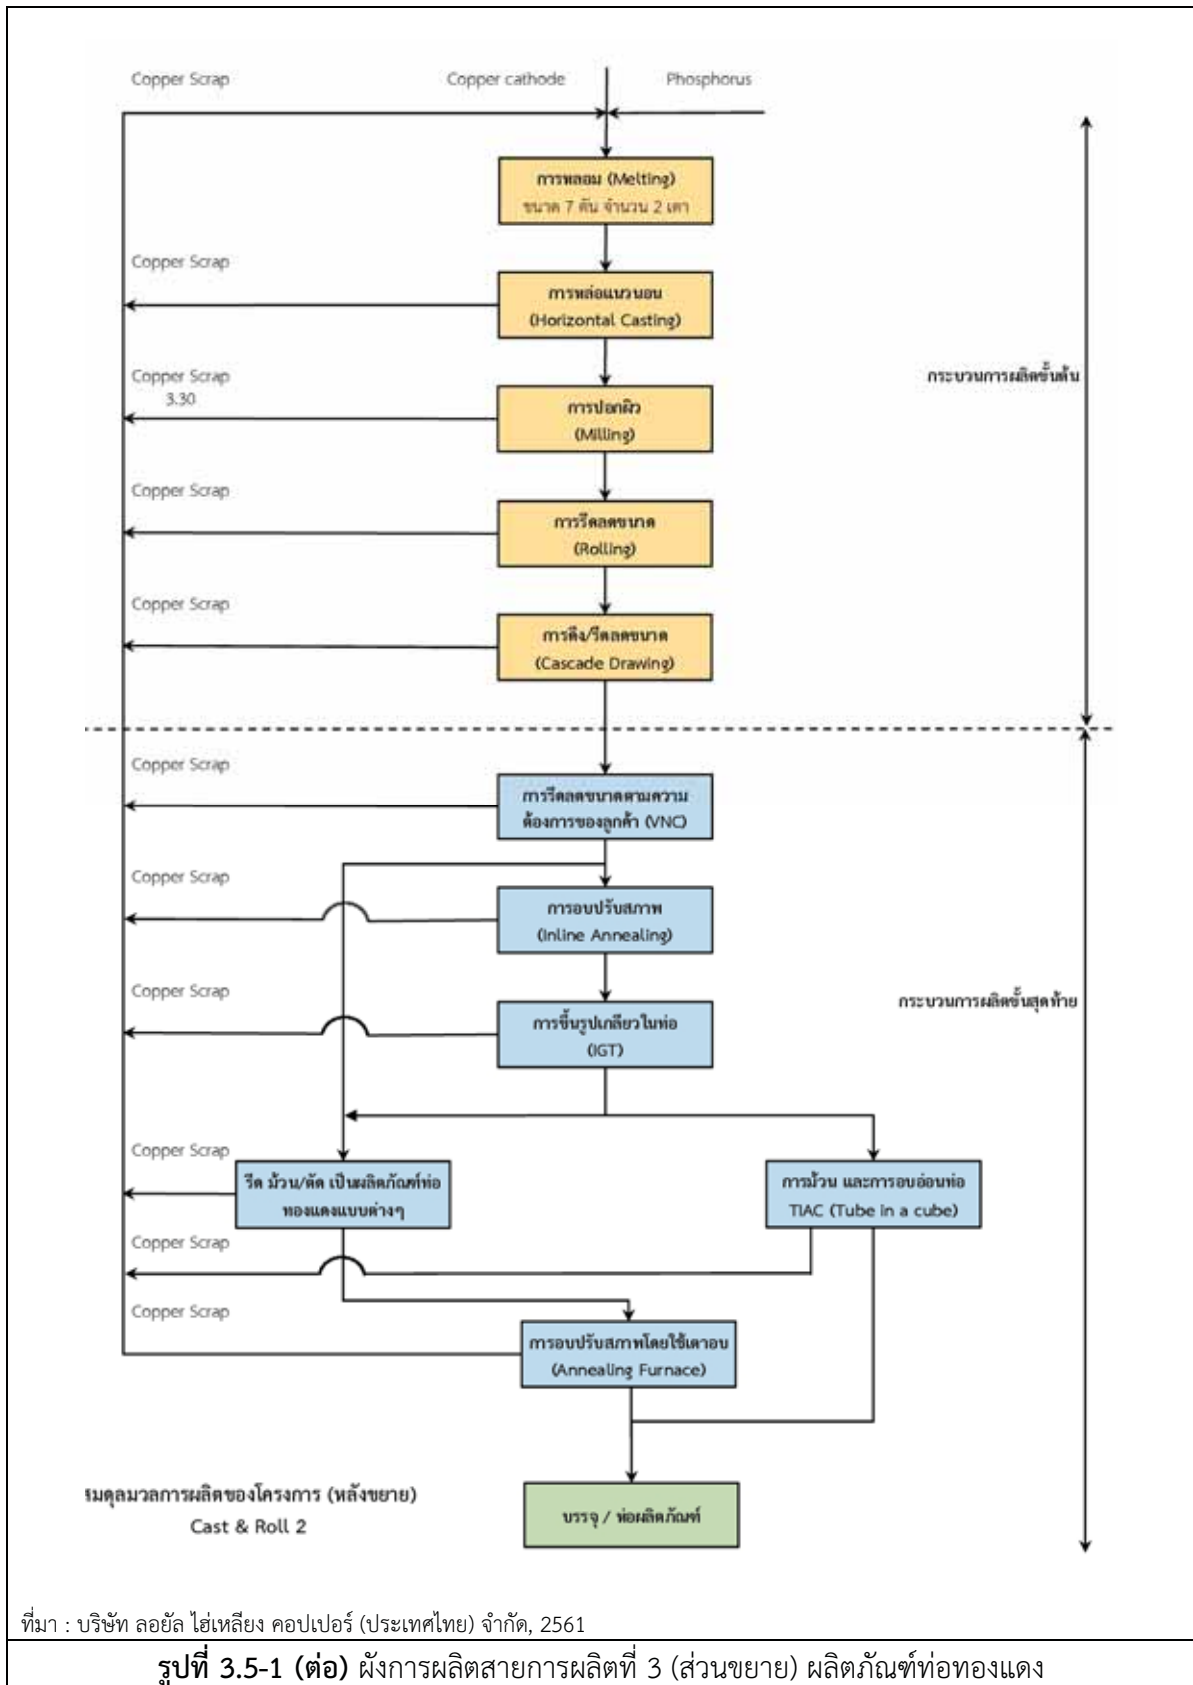 Copper Scrap
Copper cathode
Phosphorus
การหลอม (Melting)
ขนาด 7 ตัน จำนวน 2 เตา
Copper Scrap
การหล่อแนวนอน
(Horizontal Casting)
Copper Scrap
3.30
การปอกผิว
(Milling)
กระบวนการผลิตขั้นต้น
Copper Scrap
การรีดลดขนาด
(Rolling)
Copper Scrap
การดึง/รีดลดขนาด
(Cascade Drawing)
Copper Scrap
การรีดลดขนาดตามความ
ต้องการของลูกค้า (VNC)
Copper Scrap
การอบปรับสภาพ
(Inline Annealing)
Copper Scrap
การขึ้นรูปเกลียวในท่อ
(IGT)
กระบวนการผลิตขั้นสุดท้าย
Copper Scrap
รีด ม้วน/ตัด เป็นผลิตภัณฑ์ท่อ
ทองแดงแบบต่างๆ
การม้วน และการอบอ่อนท่อ
TIAC (Tube in a cube)
Copper Scrap
Copper Scrap
การอบปรับสภาพโดยใช้เตาอบ
(Annealing Furnace)
สมดุลมวลการผลิตของโครงการ (หลังขยาย)
Cast & Roll 2
บรรจุ / ห่อผลิตภัณฑ์
ที่มา : บริษัท ลอยัล ไฮ่เหลียง คอปเปอร์ (ประเทศไทย) จำกัด, 2561
รูปที่ 3.5-1 (ต่อ) ผังการผลิตสายการผลิตที่ 3 (ส่วนขยาย) ผลิตภัณฑ์ท่อทองแดง